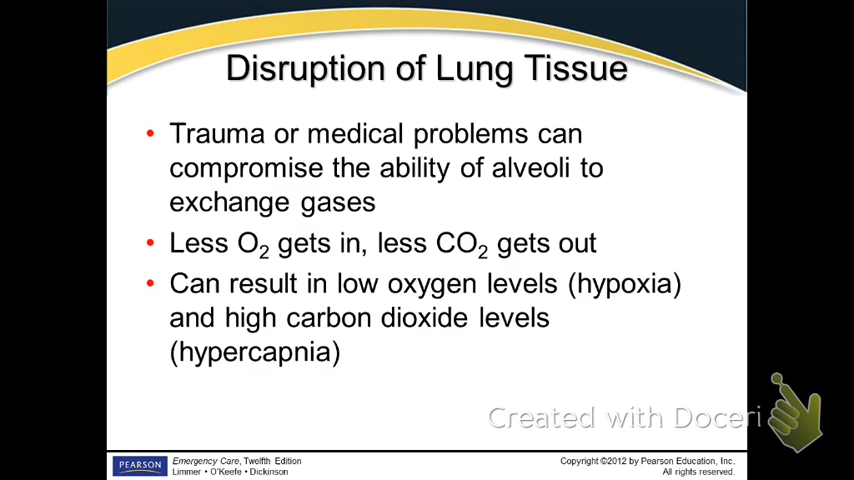 Disruption of Lung Tissue
• Trauma or medical problems can
compromise the ability of alveoli to
exchange gases
• Less O₂ gets in, less CO₂ gets out
• Can result in low oxygen levels (hypoxia)
and high carbon dioxide levels
(hypercapnia)
Created with Doceri
PEARSON
Emergency Care, Twelfth Edition
Limmer • O'Keefe • Dickinson
Copyright ©2012 by Pearson Education, Inc.
All rights reserved.